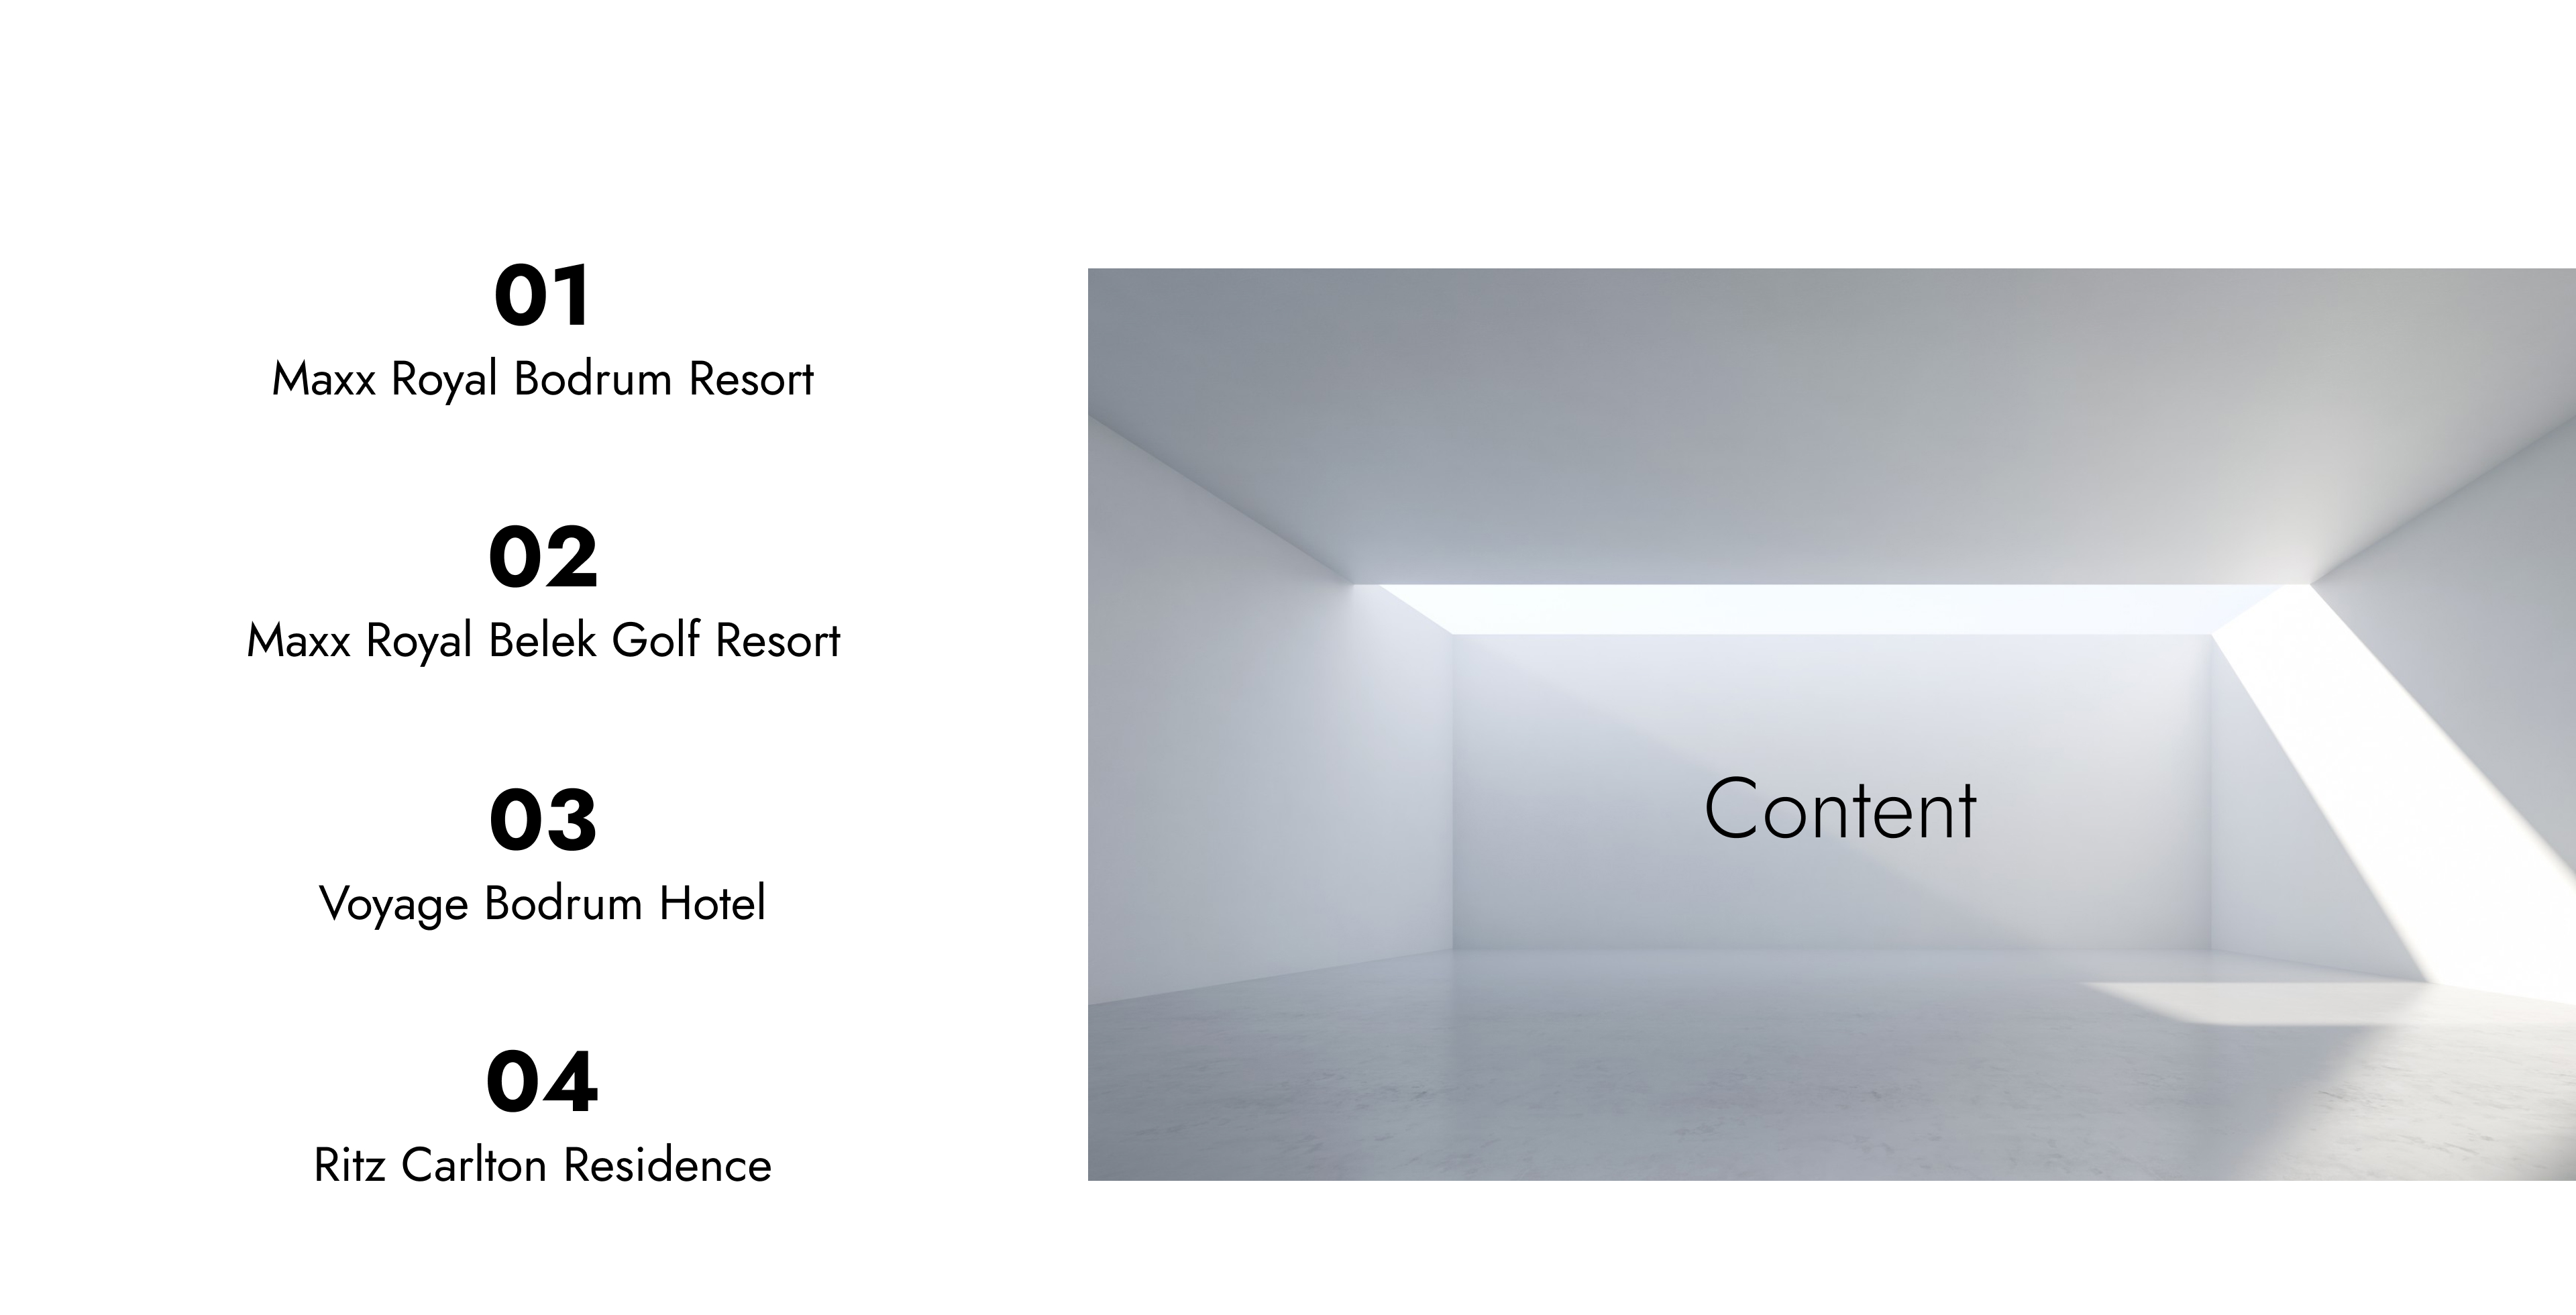 01
Maxx Royal Bodrum Resort
02
Maxx Royal Belek Golf Resort
03
Voyage Bodrum Hotel
04
Ritz Carlton Residence
Content